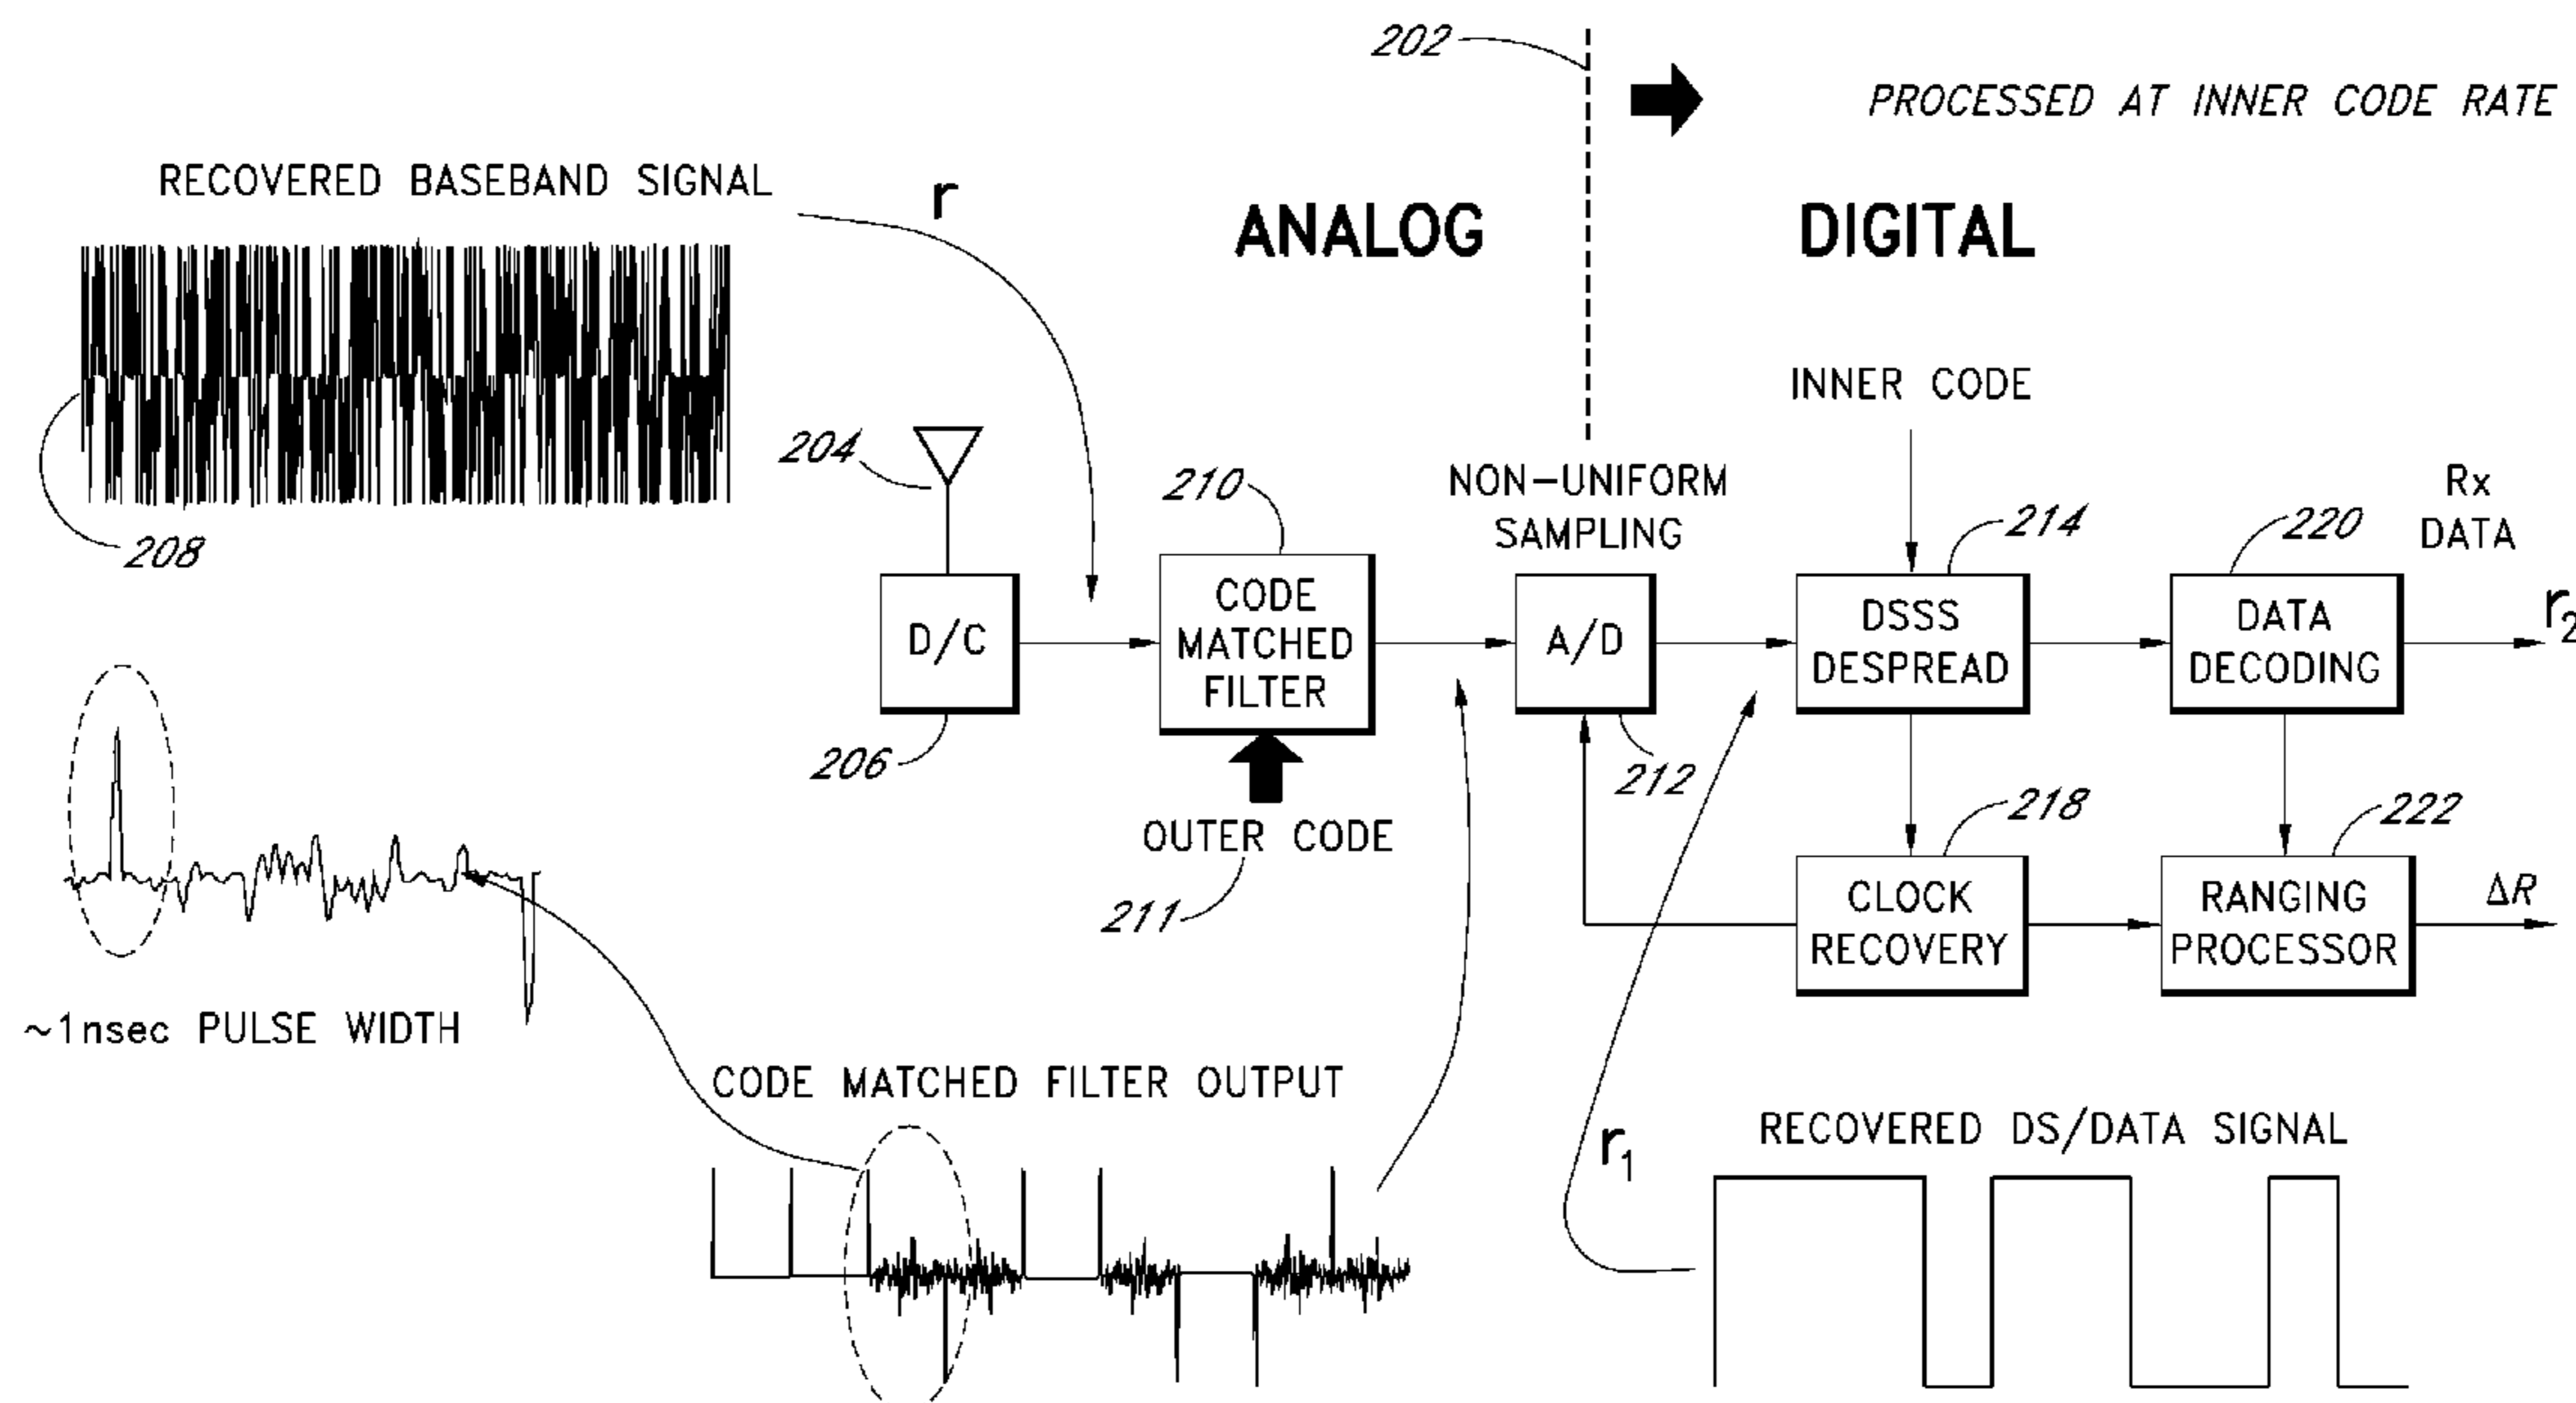 202
PROCESSED AT INNER CODE RATE
RECOVERED BASEBAND SIGNAL
r
ANALOG
DIGITAL
INNER CODE
204
210
NON-UNIFORM
SAMPLING
214
220
Rx
DATA
208
D/C
CODE
MATCHED
FILTER
A/D
DSSS
DESPREAD
DATA
DECODING
r2
206
212
OUTER CODE
211
218
222
CLOCK
RECOVERY
RANGING
PROCESSOR
ΔR
~1nsec PULSE WIDTH
CODE MATCHED FILTER OUTPUT
r1
RECOVERED DS/DATA SIGNAL